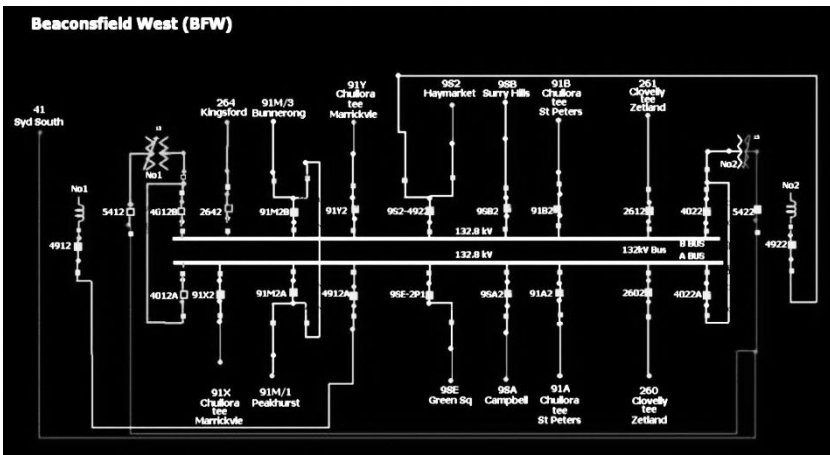 Beaconsfield West (BFW)
41
Syd South
264
Kingsford
91M/3
Bunnerong
91Y
Chullora
tee
Marrickvle
9S2
Haymarket
9SB
Surry Hills
91B
Chullora
tee
St Peters
261
Clovelly
tee
Zetland
No1
No2
No1
No2
5412
4012B
2642
91M2B
91Y2
9S2-4922
9SB2
91B2
2612
4022
5422
4912
4922
132.8 kV
132kV Bus
B BUS
132.8 kV
A BUS
4012A
91X2
91M2A
4912A
9SE-2P1
9SA2
91A2
2602
4022A
91X
Chullora
tee
Marrickvle
91M/1
Peakhurst
9SE
Green Sq
9SA
Campbell
91A
Chullora
tee
St Peters
260
Clovelly
tee
Zetland